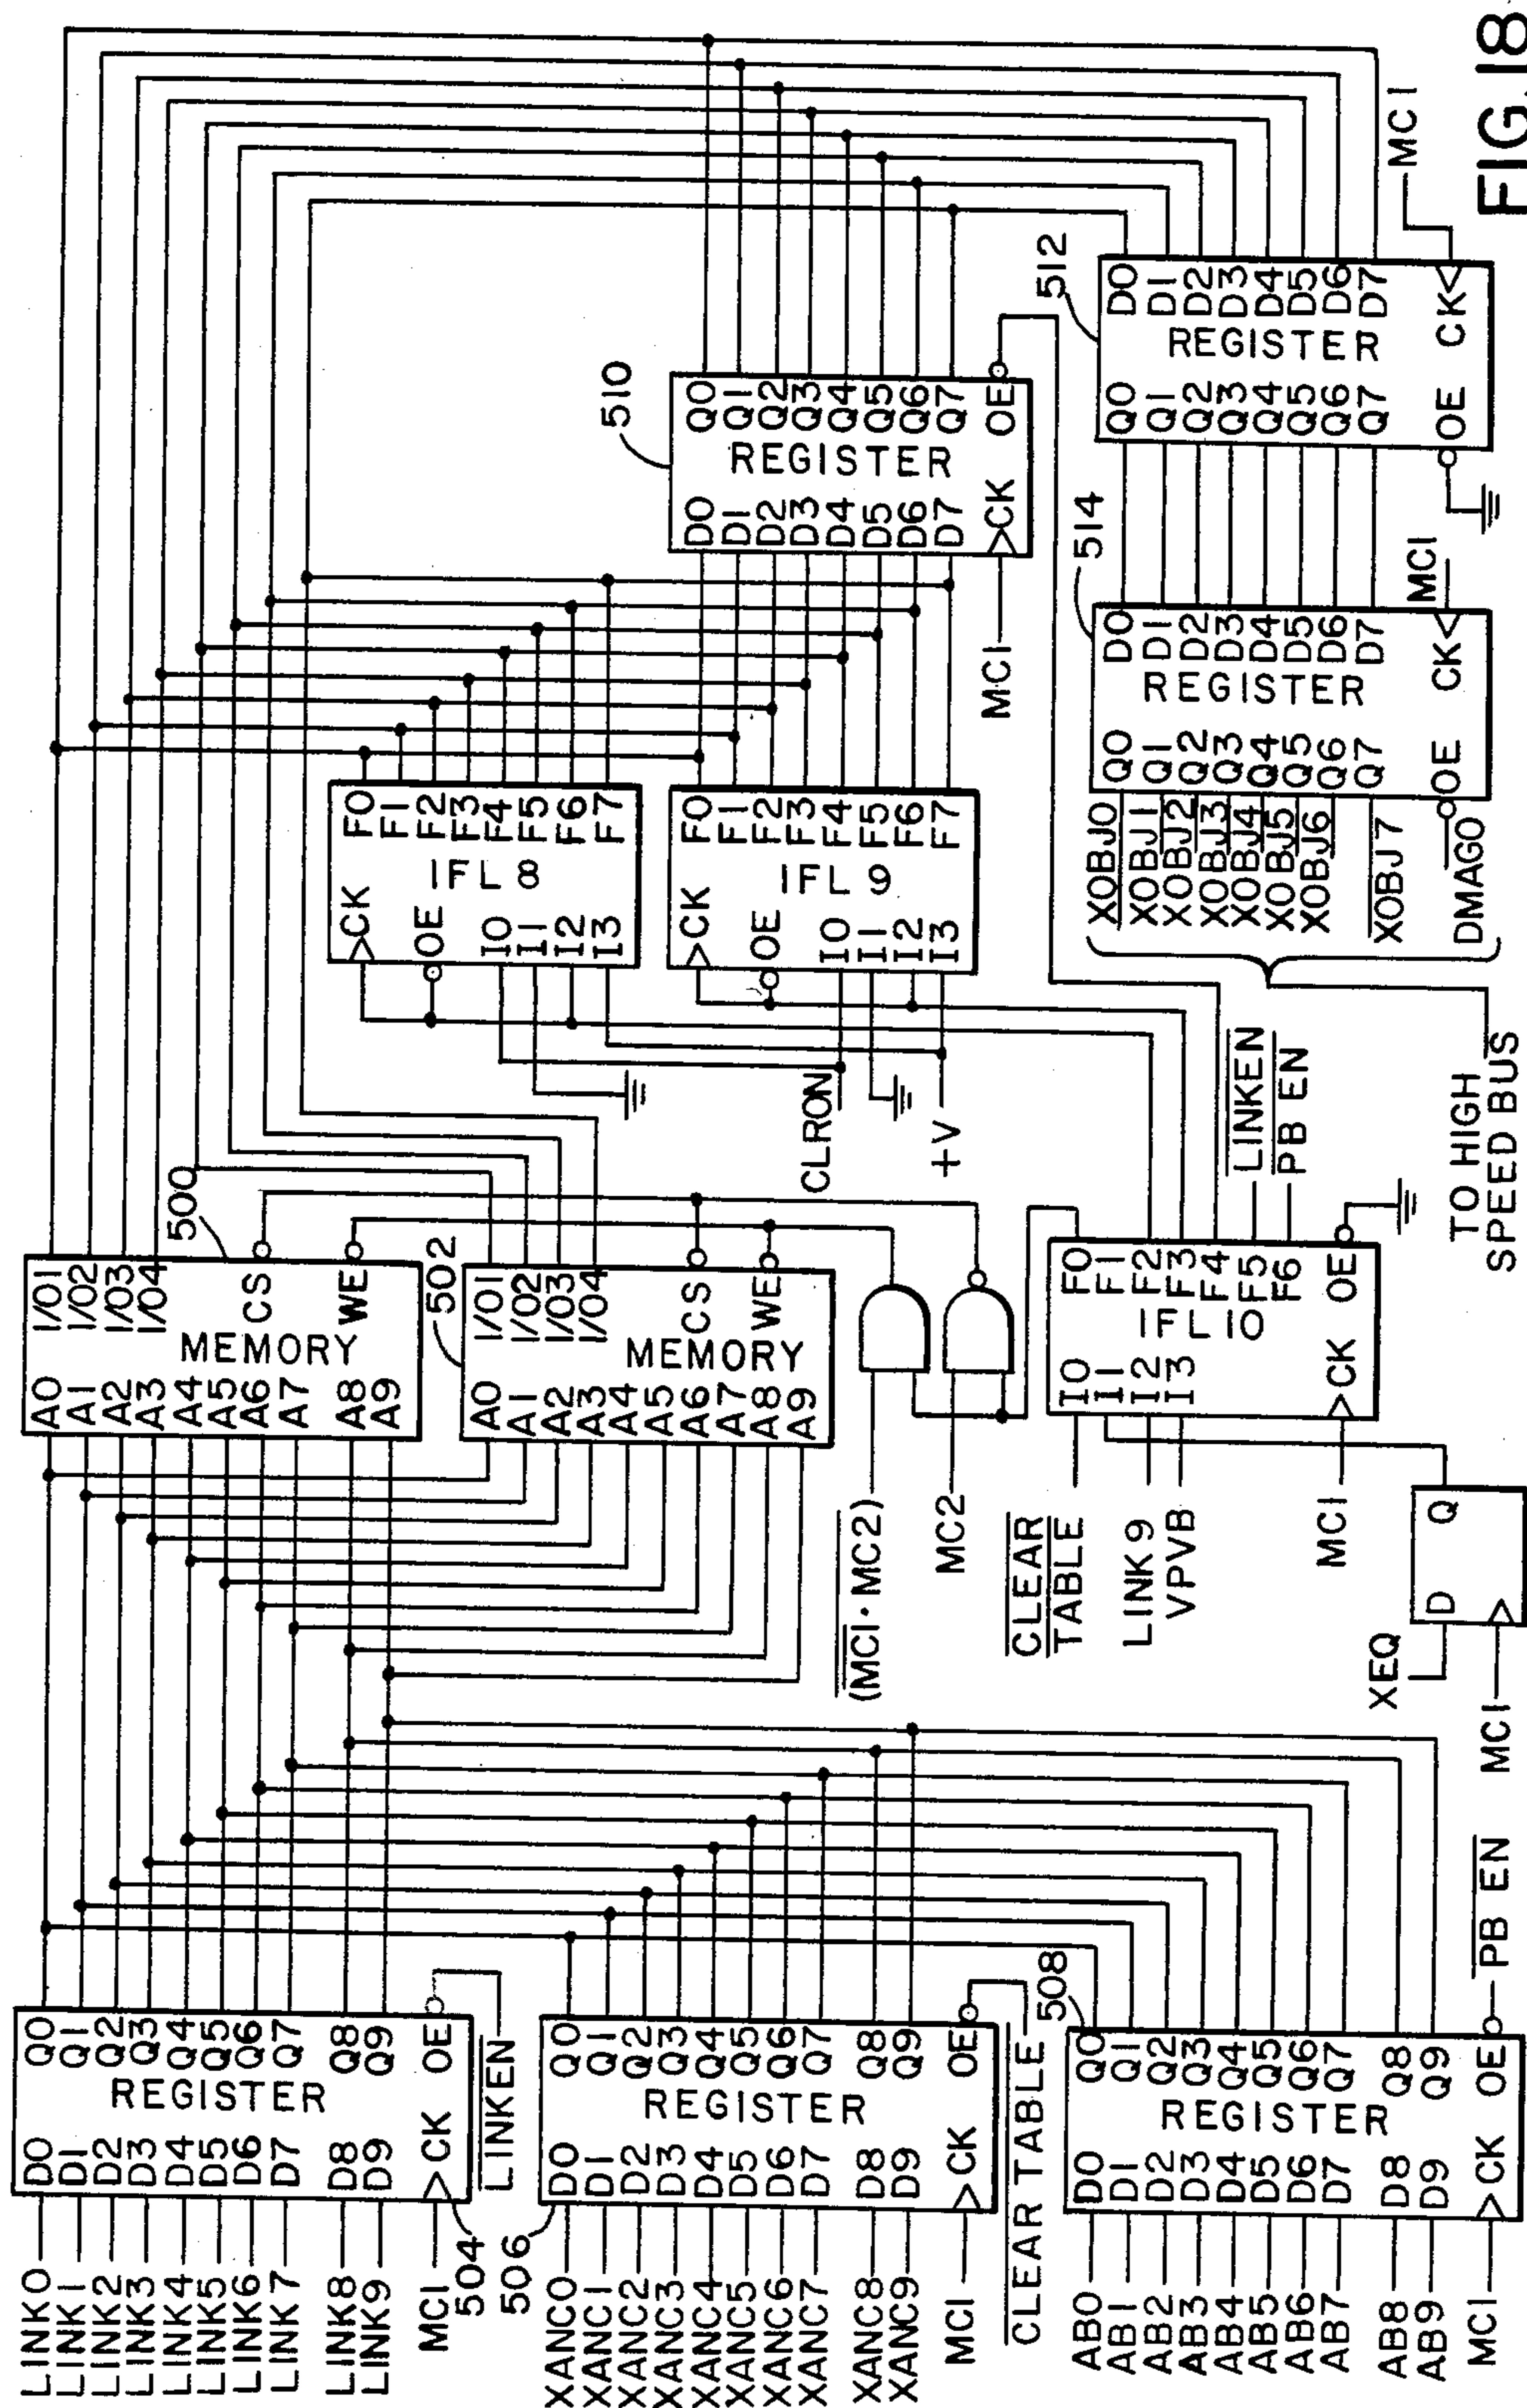 FIG. 18
LINK0
LINK1
LINK2
LINK3
LINK4
LINK5
LINK6
LINK7
LINK8
LINK9
MC1
504
D0 Q0
D1 Q1
D2 Q2
D3 Q3
D4 Q4
D5 Q5
D6 Q6
D7 Q7
D8 Q8
D9 Q9
CK OE
REGISTER
LINKEN
506
XANC0
XANC1
XANC2
XANC3
XANC4
XANC5
XANC6
XANC7
XANC8
XANC9
MC1
D0 Q0
D1 Q1
D2 Q2
D3 Q3
D4 Q4
D5 Q5
D6 Q6
D7 Q7
D8 Q8
D9 Q9
CK OE
REGISTER
CLEAR TABLE
508
AB0
AB1
AB2
AB3
AB4
AB5
AB6
AB7
AB8
AB9
MC1
D0 Q0
D1 Q1
D2 Q2
D3 Q3
D4 Q4
D5 Q5
D6 Q6
D7 Q7
D8 Q8
D9 Q9
CK OE
REGISTER
PB EN
500
A0 I/O1
A1 I/O2
A2 I/O3
A3 I/O4
A4
A5
A6 CS
A7
A8 WE
A9
MEMORY
502
A0 I/O1
A1 I/O2
A2 I/O3
A3 I/O4
A4
A5
A6 CS
A7
A8 WE
A9
MEMORY
(MC1·MC2)
MC2
CLEAR
TABLE
LINK9
VPVB
MC1
XEQ
D Q
MC1
I0 F0
I1 F1
I2 F2
I3 F3
F4
F5
F6
CK OE
IFL 10
LINKEN
PB EN
CLRON
+V
CK F0
F1
OE F2
F3
I0 F4
I1 F5
I2 F6
I3 F7
IFL 8
CK F0
F1
OE F2
F3
I0 F4
I1 F5
I2 F6
I3 F7
IFL 9
510
D0 Q0
D1 Q1
D2 Q2
D3 Q3
D4 Q4
D5 Q5
D6 Q6
D7 Q7
CK OE
REGISTER
MC1
512
Q0 D0
Q1 D1
Q2 D2
Q3 D3
Q4 D4
Q5 D5
Q6 D6
Q7 D7
OE CK
REGISTER
MC1
514
Q0 D0
Q1 D1
Q2 D2
Q3 D3
Q4 D4
Q5 D5
Q6 D6
Q7 D7
OE CK
REGISTER
MC1
XOBJ0
XOBJ1
XOBJ2
XOBJ3
XOBJ4
XOBJ5
XOBJ6
XOBJ7
DMAGO
TO HIGH
SPEED BUS